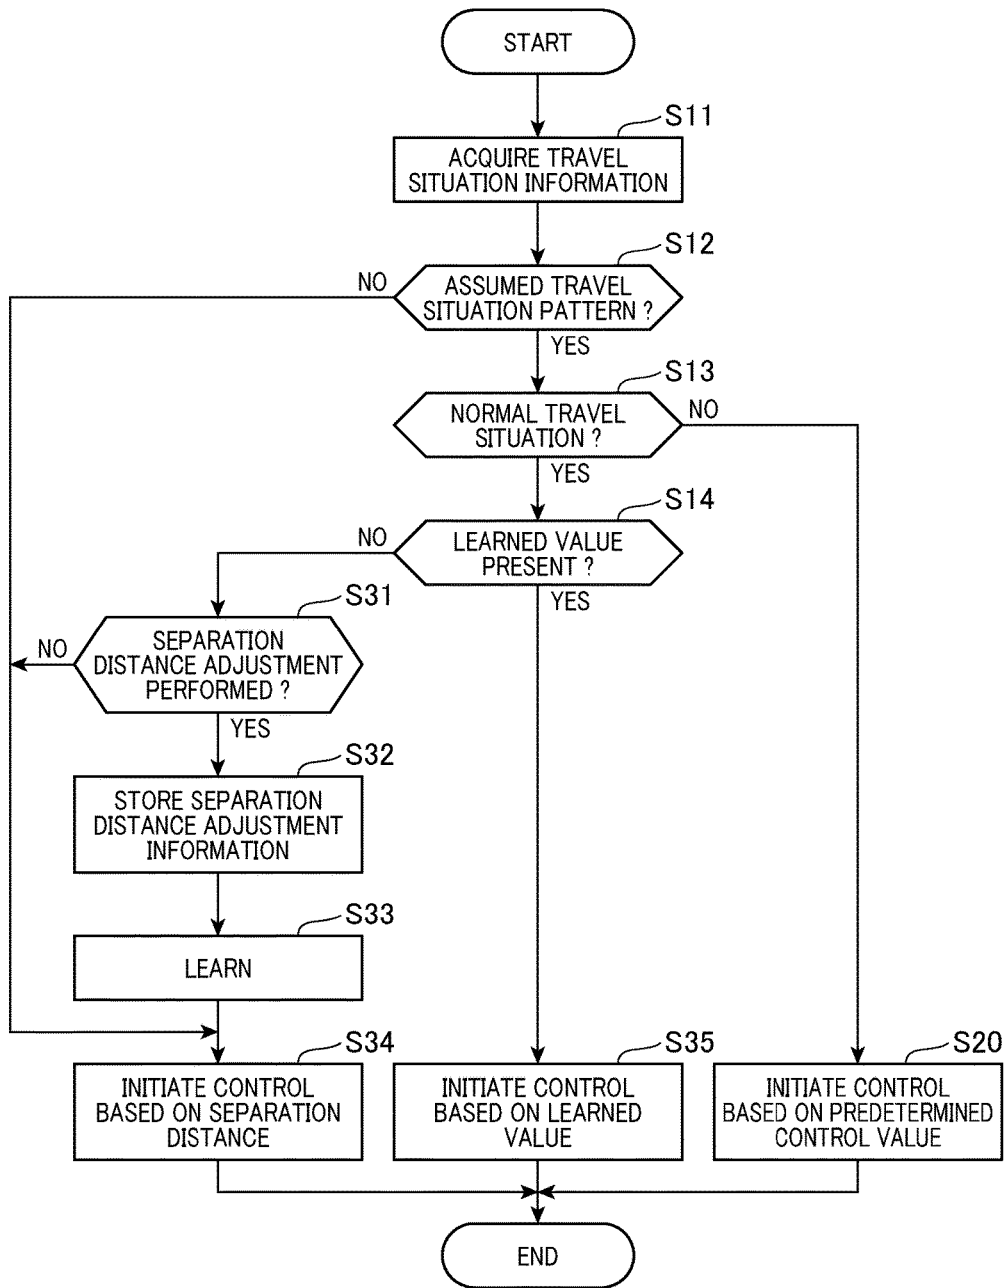 START
S11
ACQUIRE TRAVEL
SITUATION INFORMATION
S12
NO
ASSUMED TRAVEL
SITUATION PATTERN ?
YES
S13
NORMAL TRAVEL
SITUATION ?
NO
YES
S14
NO
LEARNED VALUE
PRESENT ?
YES
S31
NO
SEPARATION
DISTANCE ADJUSTMENT
PERFORMED ?
YES
S32
STORE SEPARATION
DISTANCE ADJUSTMENT
INFORMATION
S33
LEARN
S34
INITIATE CONTROL
BASED ON SEPARATION
DISTANCE
S35
INITIATE CONTROL
BASED ON LEARNED
VALUE
S20
INITIATE CONTROL
BASED ON PREDETERMINED
CONTROL VALUE
END